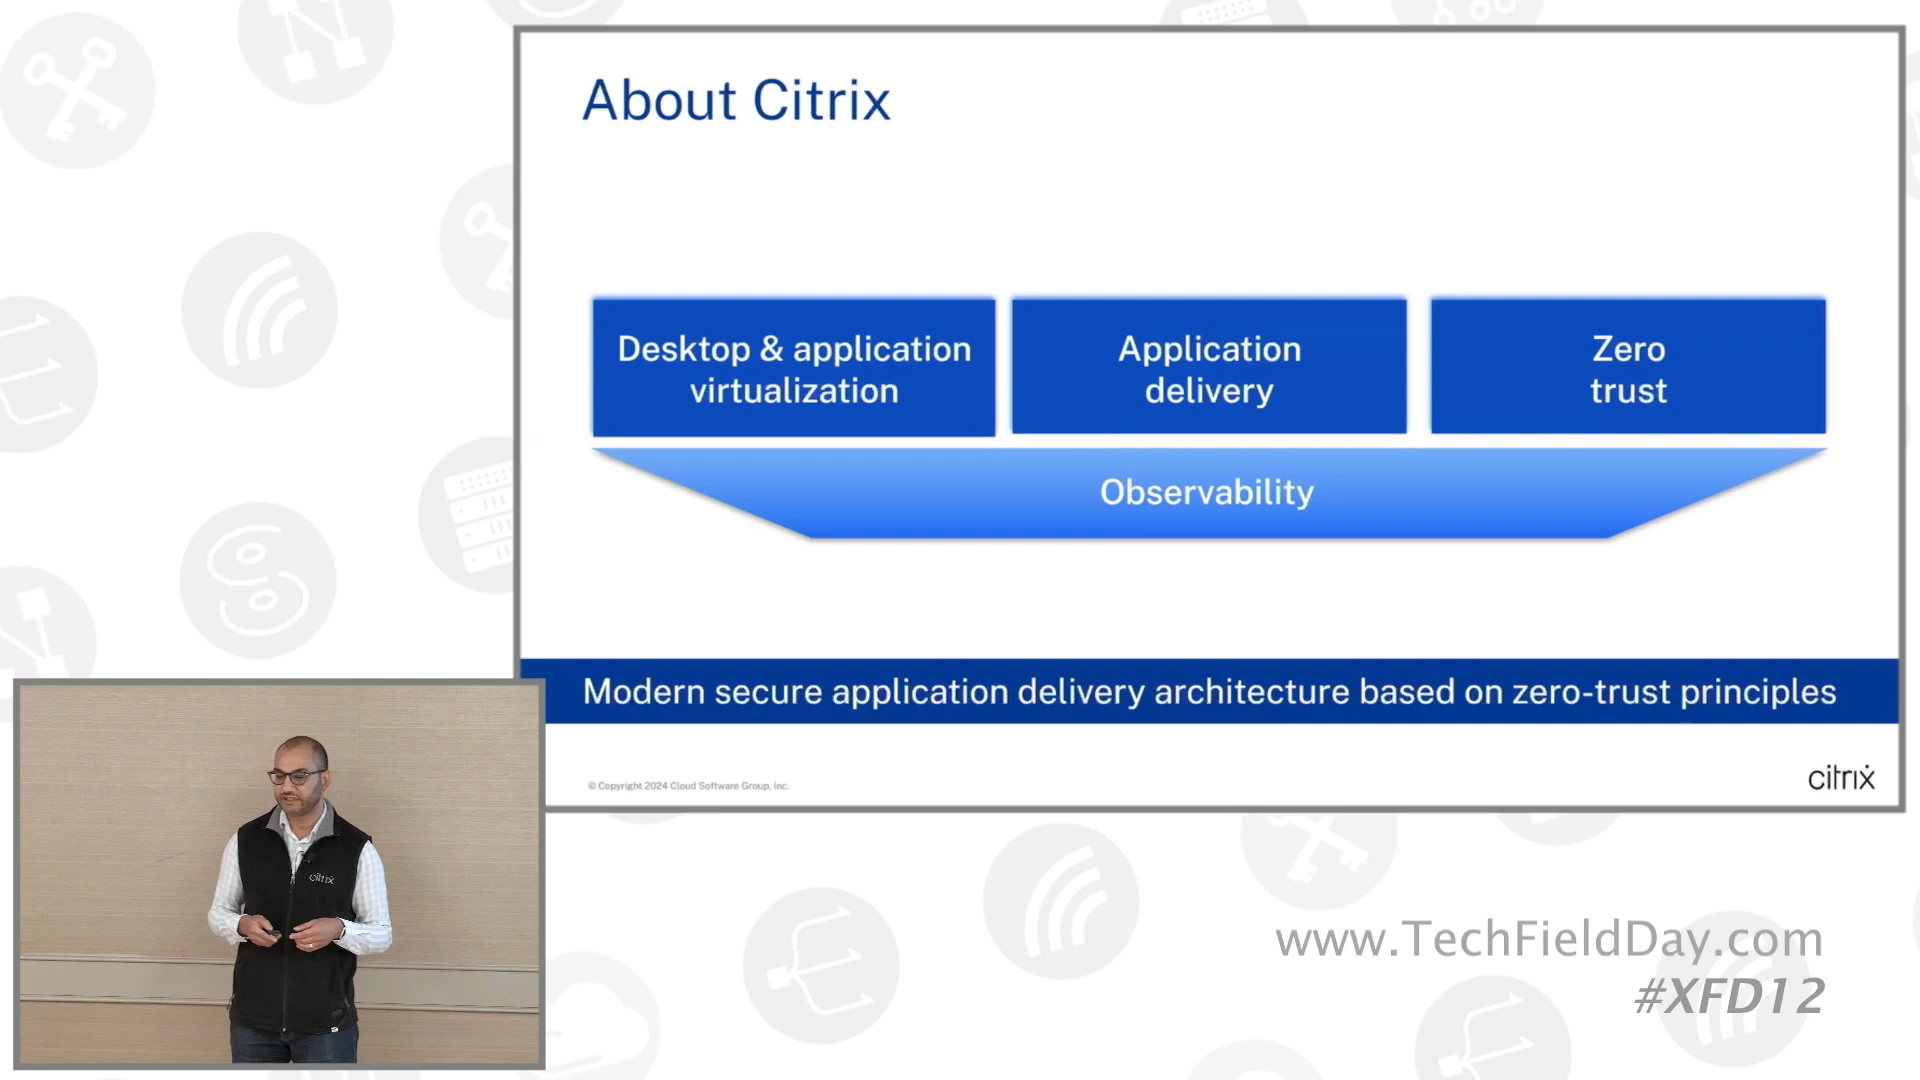 About Citrix
Desktop & application
virtualization
Application
delivery
Zero
trust
Observability
Modern secure application delivery architecture based on zero-trust principles
© Copyright 2024 Cloud Software Group, Inc.
citrix
citrix
www.TechFieldDay.com
#XFD12